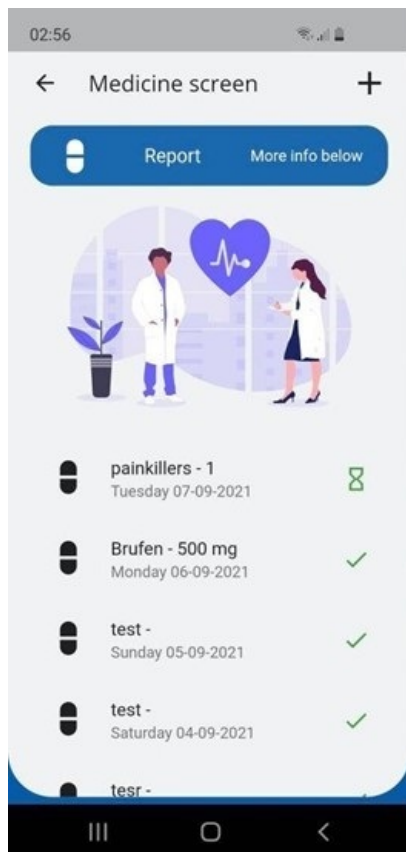 02:56
Medicine screen
Report More info below
painkillers - 1
Tuesday 07-09-2021
Brufen - 500 mg
Monday 06-09-2021
test -
Sunday 05-09-2021
test -
Saturday 04-09-2021
tesr -